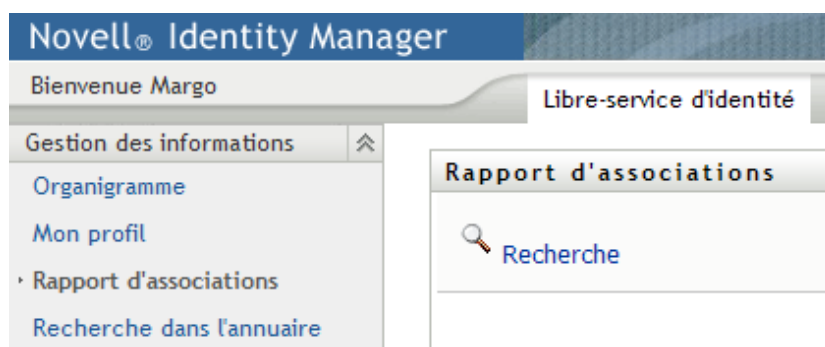 Novell® Identity Manager
Bienvenue Margo
Libre-service d'identité
Gestion des informations
Organigramme
Mon profil
Rapport d'associations
Recherche dans l'annuaire
Rapport d'associations
Recherche